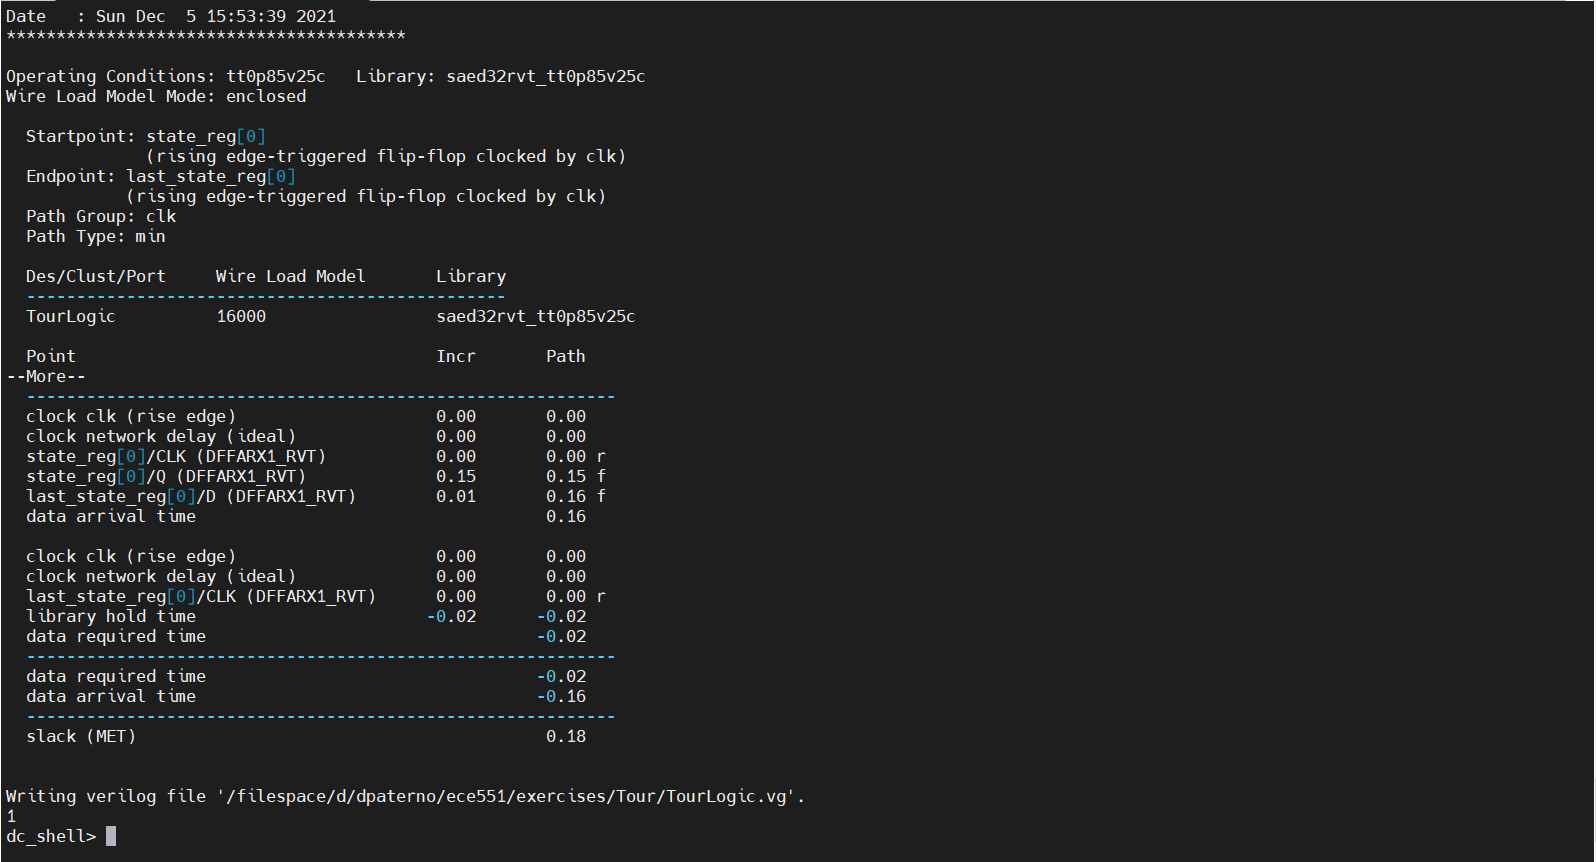 Date   : Sun Dec  5 15:53:39 2021
****************************************
Operating Conditions: tt0p85v25c   Library: saed32rvt_tt0p85v25c
Wire Load Model Mode: enclosed
  Startpoint: state_reg[0]
              (rising edge-triggered flip-flop clocked by clk)
  Endpoint: last_state_reg[0]
            (rising edge-triggered flip-flop clocked by clk)
  Path Group: clk
  Path Type: min
  Des/Clust/Port     Wire Load Model       Library
  ------------------------------------------------
  TourLogic          16000                 saed32rvt_tt0p85v25c
  Point                                    Incr       Path
--More--
  -----------------------------------------------------------
  clock clk (rise edge)                    0.00       0.00
  clock network delay (ideal)              0.00       0.00
  state_reg[0]/CLK (DFFARX1_RVT)           0.00       0.00 r
  state_reg[0]/Q (DFFARX1_RVT)             0.15       0.15 f
  last_state_reg[0]/D (DFFARX1_RVT)        0.01       0.16 f
  data arrival time                                   0.16
  clock clk (rise edge)                    0.00       0.00
  clock network delay (ideal)              0.00       0.00
  last_state_reg[0]/CLK (DFFARX1_RVT)      0.00       0.00 r
  library hold time                       -0.02      -0.02
  data required time                                 -0.02
  -----------------------------------------------------------
  data required time                                 -0.02
  data arrival time                                  -0.16
  -----------------------------------------------------------
  slack (MET)                                         0.18
Writing verilog file '/filespace/d/dpaterno/ece551/exercises/Tour/TourLogic.vg'.
1
dc_shell>